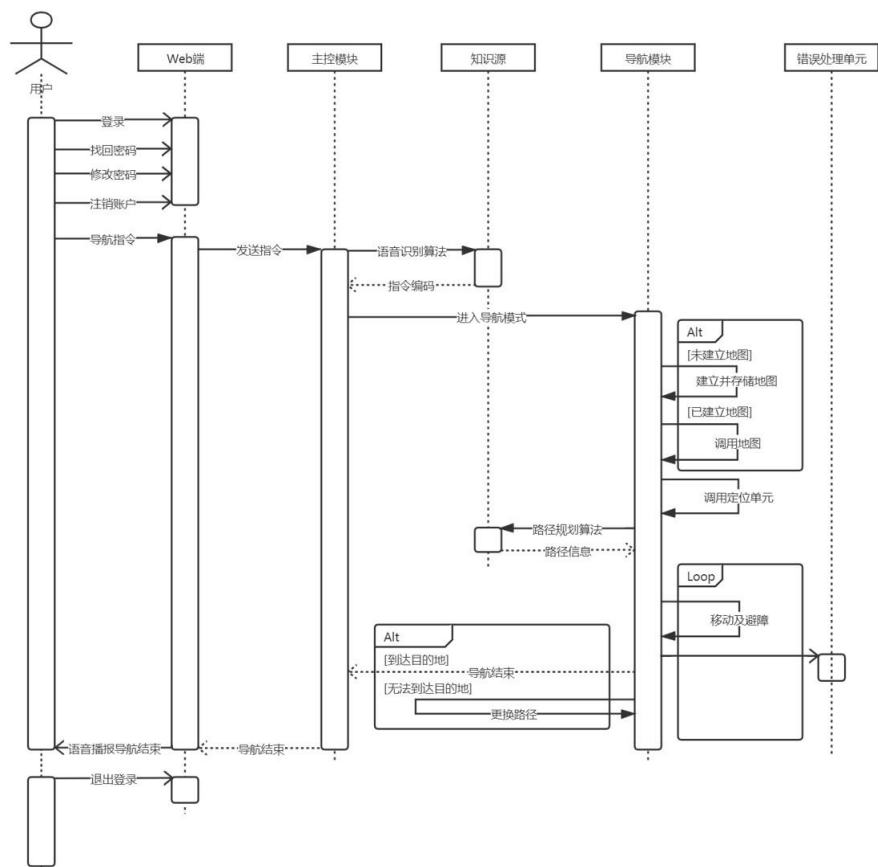 用户
Web端
主控模块
知识源
导航模块
错误处理单元
登录
找回密码
修改密码
注销账户
导航指令
发送指令
语音识别算法
指令编码
进入导航模式
Alt
[未建立地图]
建立并存储地图
[已建立地图]
调用地图
调用定位单元
路径规划算法
路径信息
Loop
移动及避障
Alt
[到达目的地]
导航结束
[无法到达目的地]
更换路径
导航结束
语音播报导航结束
退出登录